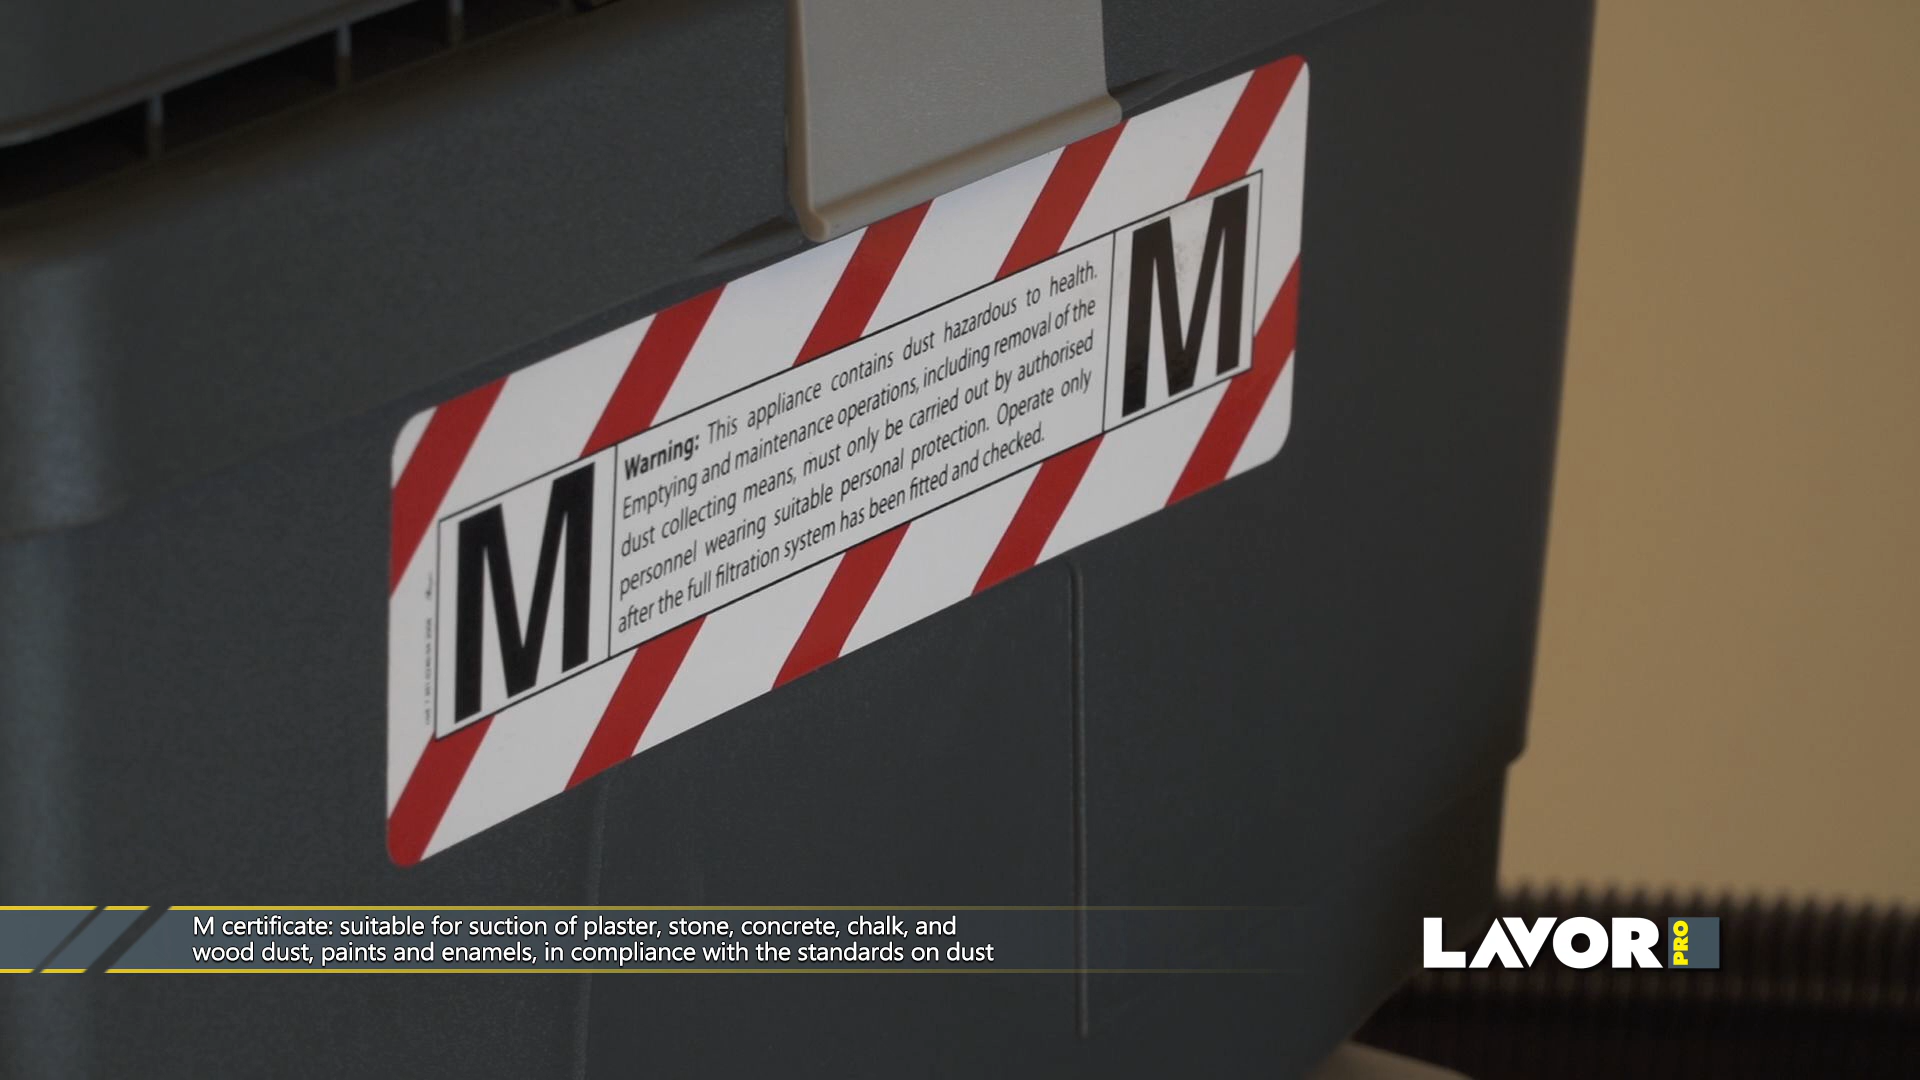 M
Warning: This appliance contains dust hazardous to health.
Emptying and maintenance operations, including removal of the
dust collecting means, must only be carried out by authorised
personnel wearing suitable personal protection. Operate only
after the full filtration system has been fitted and checked.
M
M certificate: suitable for suction of plaster, stone, concrete, chalk, and
wood dust, paints and enamels, in compliance with the standards on dust
LAVOR PRO